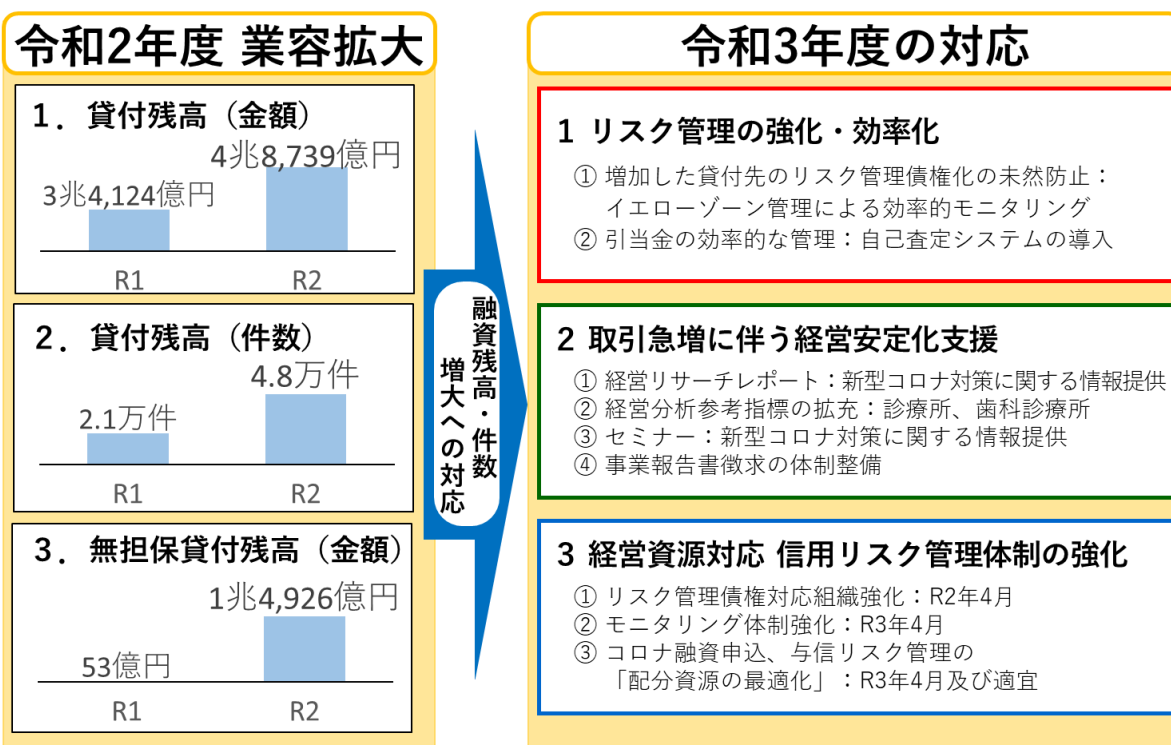 令和2年度 業容拡大
1. 貸付残高（金額）
4兆8,739億円
3兆4,124億円
R1 R2
2. 貸付残高（件数）
4.8万件
2.1万件
R1 R2
3. 無担保貸付残高（金額）
1兆4,926億円
53億円
R1 R2
融資残高・件数
増大への対応
令和3年度の対応
1 リスク管理の強化・効率化
① 増加した貸付先のリスク管理債権化の未然防止：
イエローゾーン管理による効率的モニタリング
② 引当金の効率的な管理：自己査定システムの導入
2 取引急増に伴う経営安定化支援
① 経営リサーチレポート：新型コロナ対策に関する情報提供
② 経営分析参考指標の拡充：診療所、歯科診療所
③ セミナー：新型コロナ対策に関する情報提供
④ 事業報告書徴求の体制整備
3 経営資源対応 信用リスク管理体制の強化
① リスク管理債権対応組織強化：R2年4月
② モニタリング体制強化：R3年4月
③ コロナ融資申込、与信リスク管理の
「配分資源の最適化」：R3年4月及び適宜